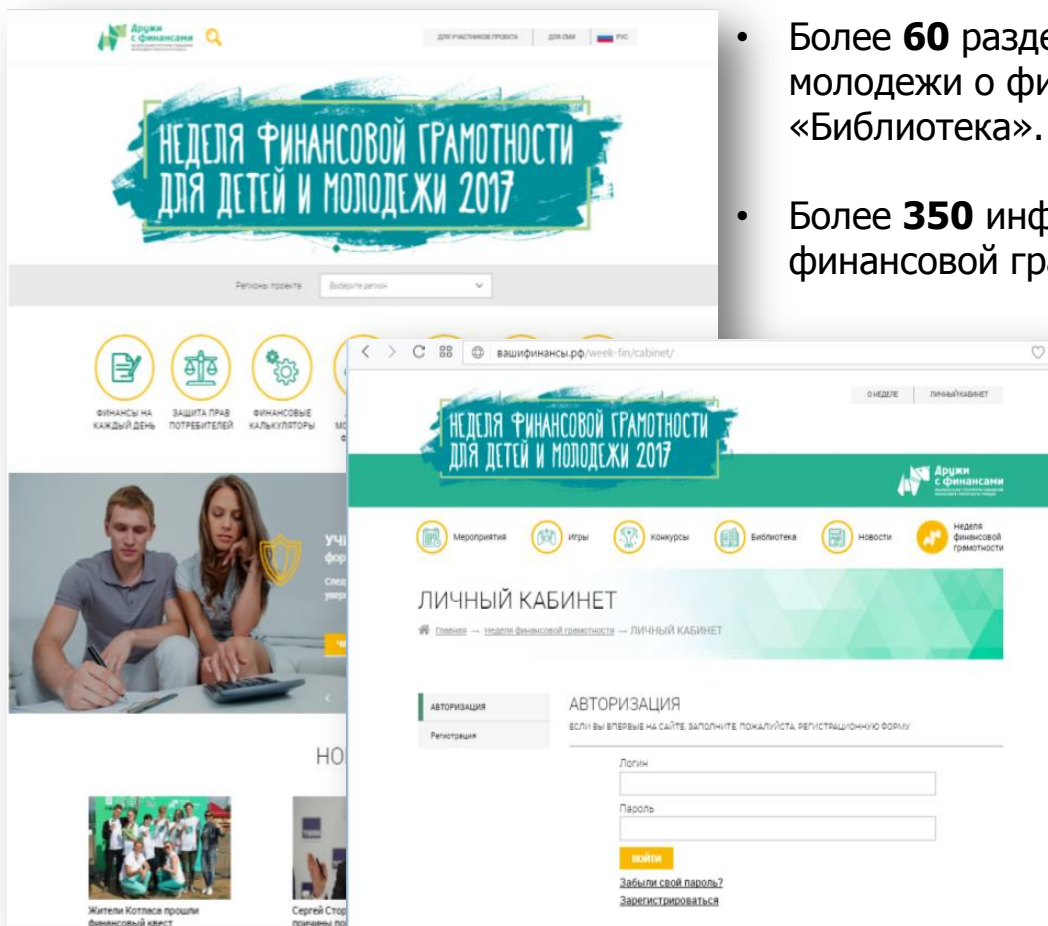 Дружи
с финансами
ДЛЯ УЧАСТНИКОВ ПРОЕКТА
ДЛЯ СМИ
РУС
НЕДЕЛЯ ФИНАНСОВОЙ ГРАМОТНОСТИ
ДЛЯ ДЕТЕЙ И МОЛОДЕЖИ 2017
Регионы проекта
Выберите регион
ФИНАНСЫ НА
КАЖДЫЙ ДЕНЬ
ЗАЩИТА ПРАВ
ПОТРЕБИТЕЛЕЙ
ФИНАНСОВЫЕ
КАЛЬКУЛЯТОРЫ
НОВ
Жители Котласа прошли
финансовый квест
Сергей Стор
причины по
• Более 60 разде
молодежи о фи
«Библиотека».
• Более 350 инф
финансовой гра
вашифинансы.рф/week-fin/cabinet/
О НЕДЕЛЕ
ЛИЧНЫЙ КАБИНЕТ
НЕДЕЛЯ ФИНАНСОВОЙ ГРАМОТНОСТИ
ДЛЯ ДЕТЕЙ И МОЛОДЕЖИ 2017
Дружи
с финансами
Мероприятия
Игры
Конкурсы
Библиотека
Новости
Неделя
финансовой
грамотности
ЛИЧНЫЙ КАБИНЕТ
Главная → Неделя финансовой грамотности → ЛИЧНЫЙ КАБИНЕТ
АВТОРИЗАЦИЯ
Регистрация
АВТОРИЗАЦИЯ
ЕСЛИ ВЫ ВПЕРВЫЕ НА САЙТЕ, ЗАПОЛНИТЕ, ПОЖАЛУЙСТА, РЕГИСТРАЦИОННУЮ ФОРМУ
Логин
Пароль
ВОЙТИ
Забыли свой пароль?
Зарегистрироваться